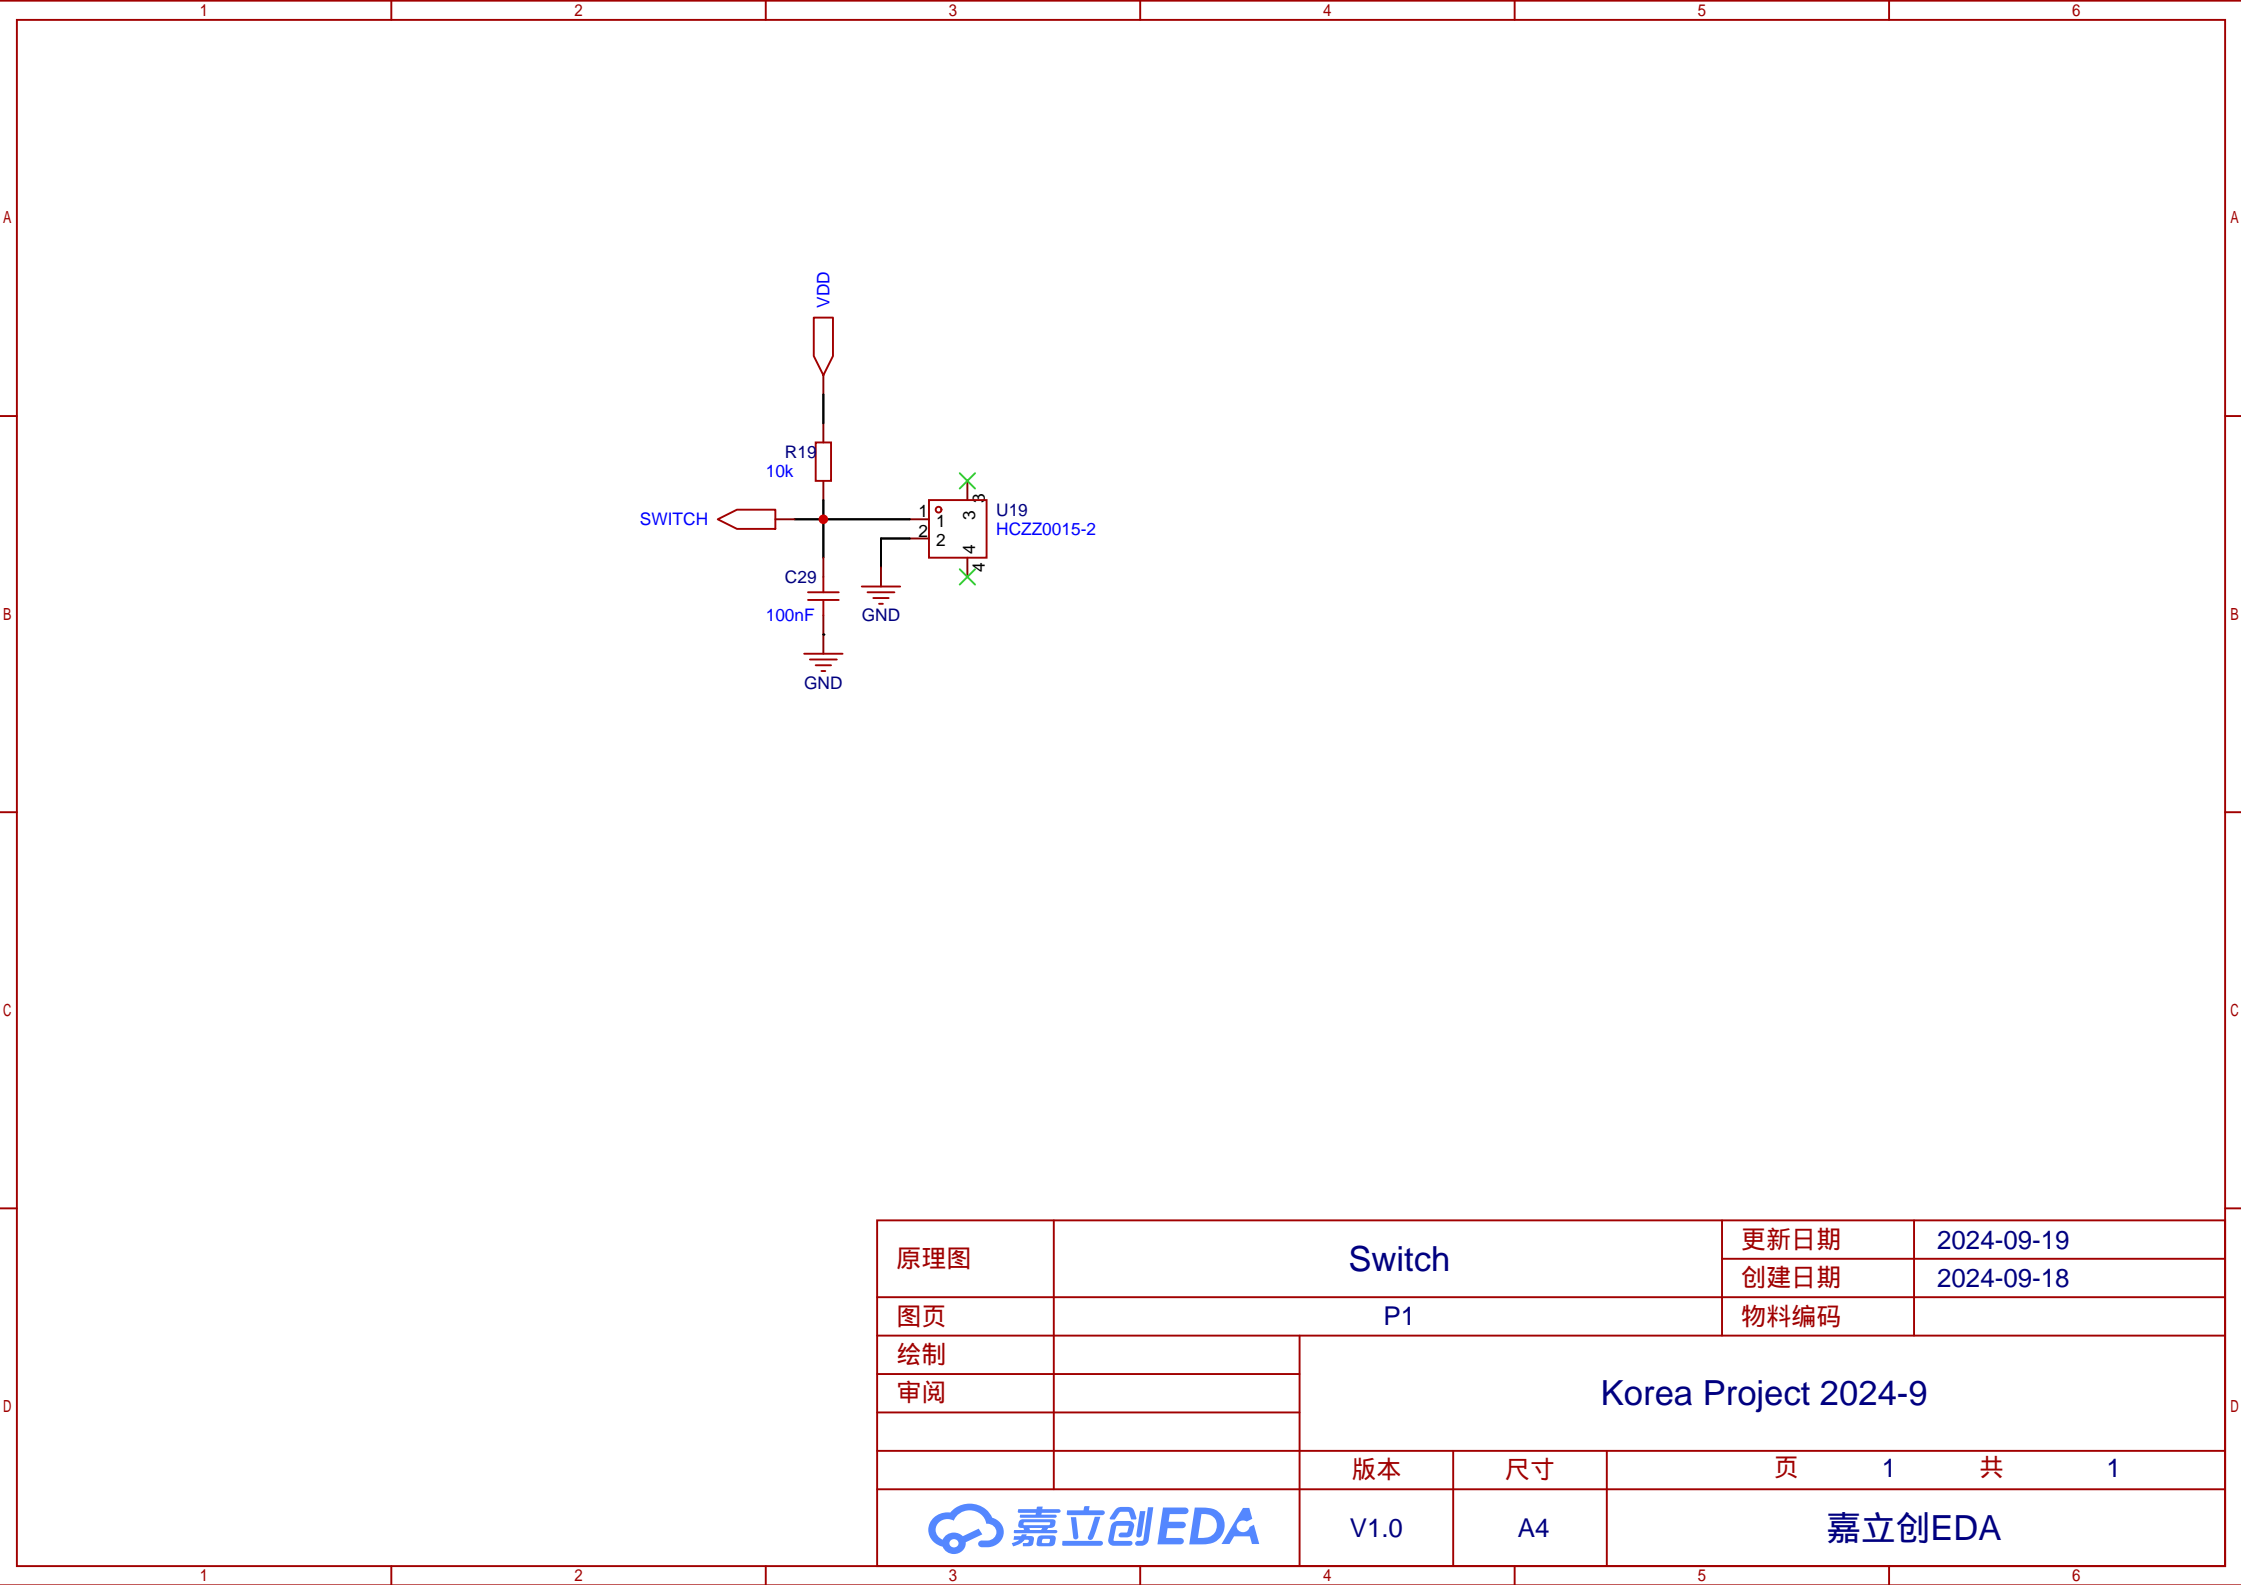 1 2 3 4 5 6
A A
VDD
R19
10k
3
3
SWITCH
1
1
U19
2
2
HCZZ0015-2
4
4
C29
100nF
GND
B B
GND
C C
原理图 Switch 更新日期 2024-09-19
创建日期 2024-09-18
图页 P1 物料编码
绘制
审阅
Korea Project 2024-9
D D
版本 尺寸 页 1 共 1
嘉立创EDA V1.0 A4 嘉立创EDA
1 2 3 4 5 6